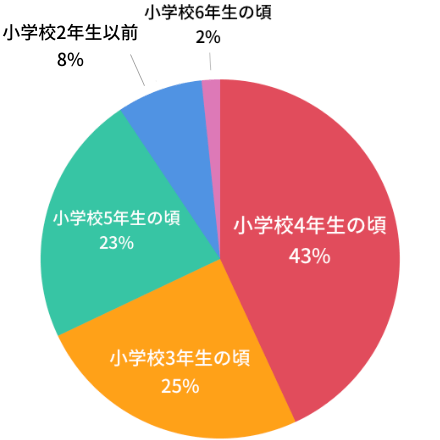 小学校6年生の頃
2%
小学校2年生以前
8%
小学校5年生の頃
23%
小学校4年生の頃
43%
小学校3年生の頃
25%